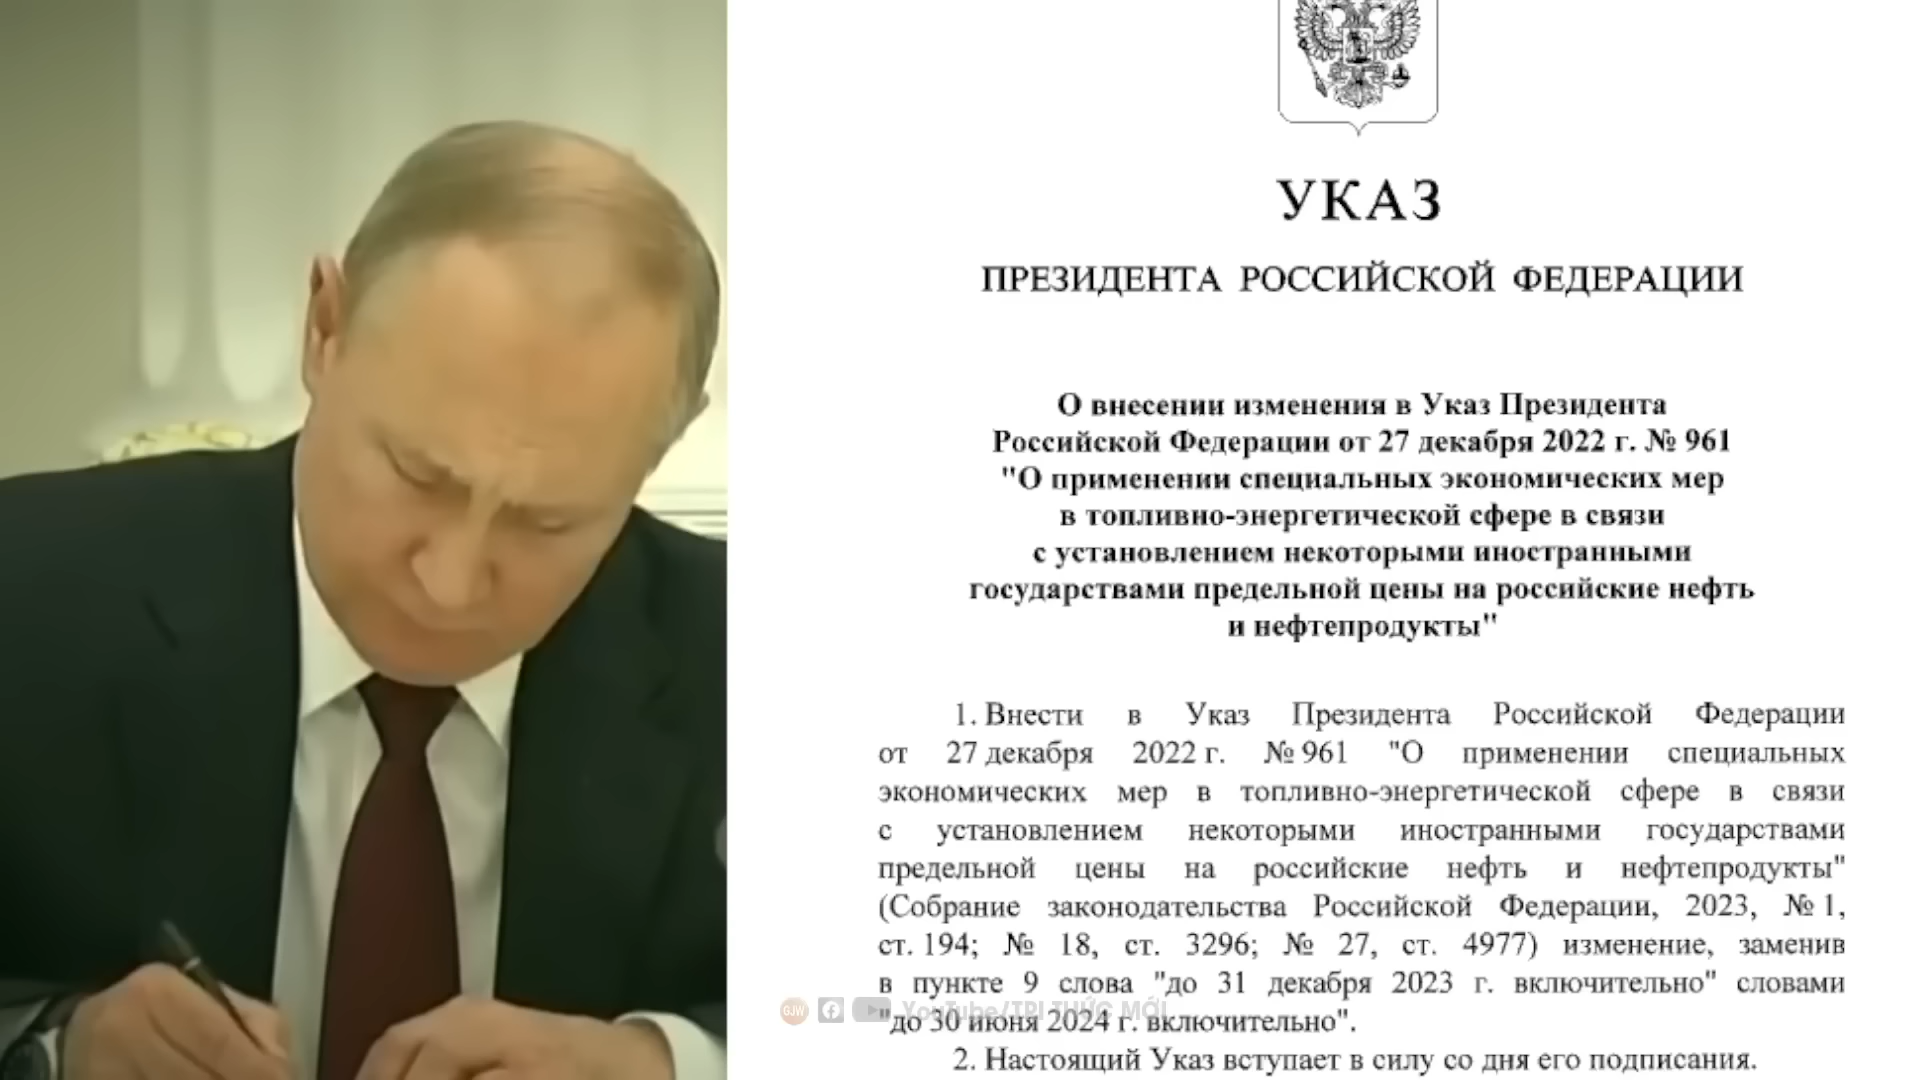 УКАЗ
ПРЕЗИДЕНТА РОССИЙСКОЙ ФЕДЕРАЦИИ
О внесении изменения в Указ Президента
Российской Федерации от 27 декабря 2022 г. № 961
"О применении специальных экономических мер
в топливно-энергетической сфере в связи
с установлением некоторыми иностранными
государствами предельной цены на российские нефть
и нефтепродукты"
1. Внести в Указ Президента Российской Федерации
от 27 декабря 2022 г. № 961 "О применении специальных
экономических мер в топливно-энергетической сфере в связи
с установлением некоторыми иностранными государствами
предельной цены на российские нефть и нефтепродукты"
(Собрание законодательства Российской Федерации, 2023, № 1,
ст. 194; № 18, ст. 3296; № 27, ст. 4977) изменение, заменив
в пункте 9 слова "до 31 декабря 2023 г. включительно" словами
"до 30 июня 2024 г. включительно".
2. Настоящий Указ вступает в силу со дня его подписания.
GJW YouTube/TRI THỨC MỚI